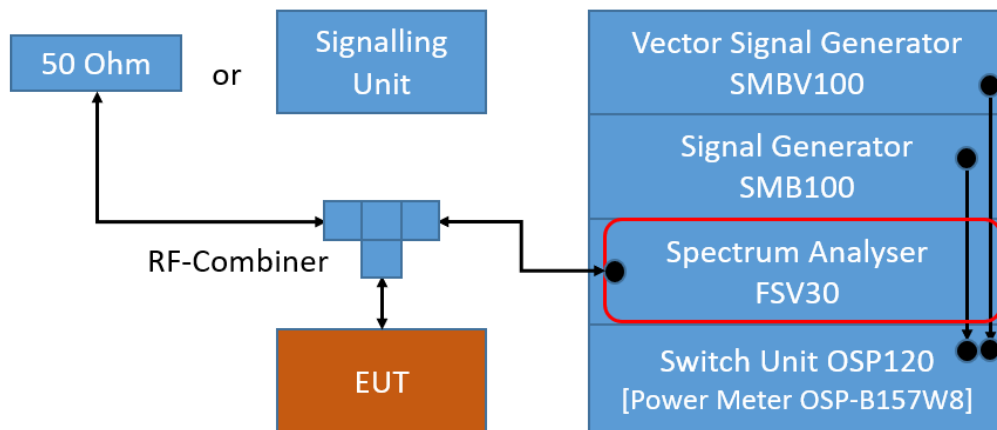 50 Ohm
or
Signalling
Unit
Vector Signal Generator
SMBV100
Signal Generator
SMB100
RF-Combiner
Spectrum Analyser
FSV30
EUT
Switch Unit OSP120
[Power Meter OSP-B157W8]